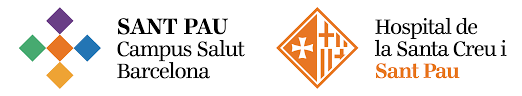 SANT PAU
Campus Salut
Barcelona
Hospital de
la Santa Creu i
Sant Pau